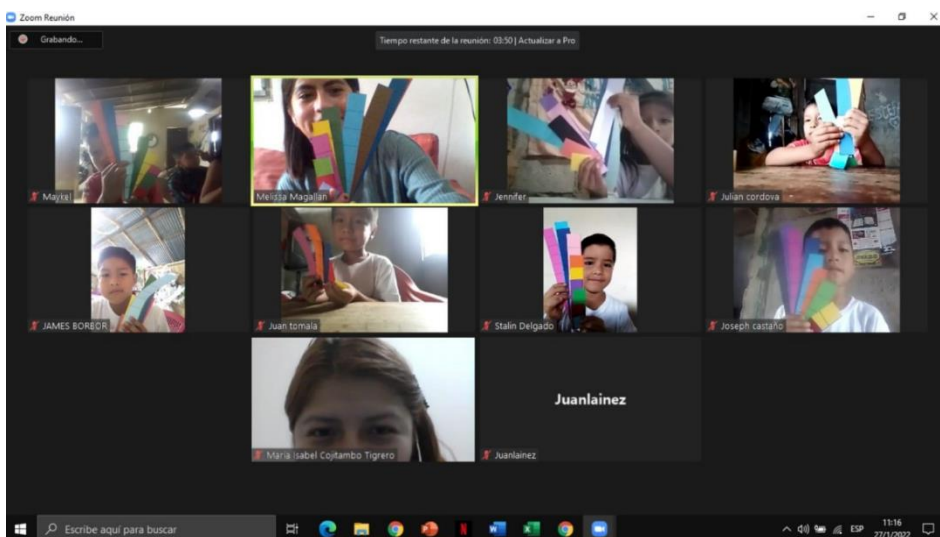 Zoom Reunión
Grabando...
Tiempo restante de la reunión: 03:50 | Actualizar a Pro
Maykel
Melissa Magallan
Jennifer
Julian cordova
JAMES BORBOR
Juan tomala
Stalin Delgado
Joseph castaño
Juanlainez
Maria Isabel Cojitambo Tigrero
Juanlainez
Escribe aquí para buscar
ESP
11:16
27/1/2022